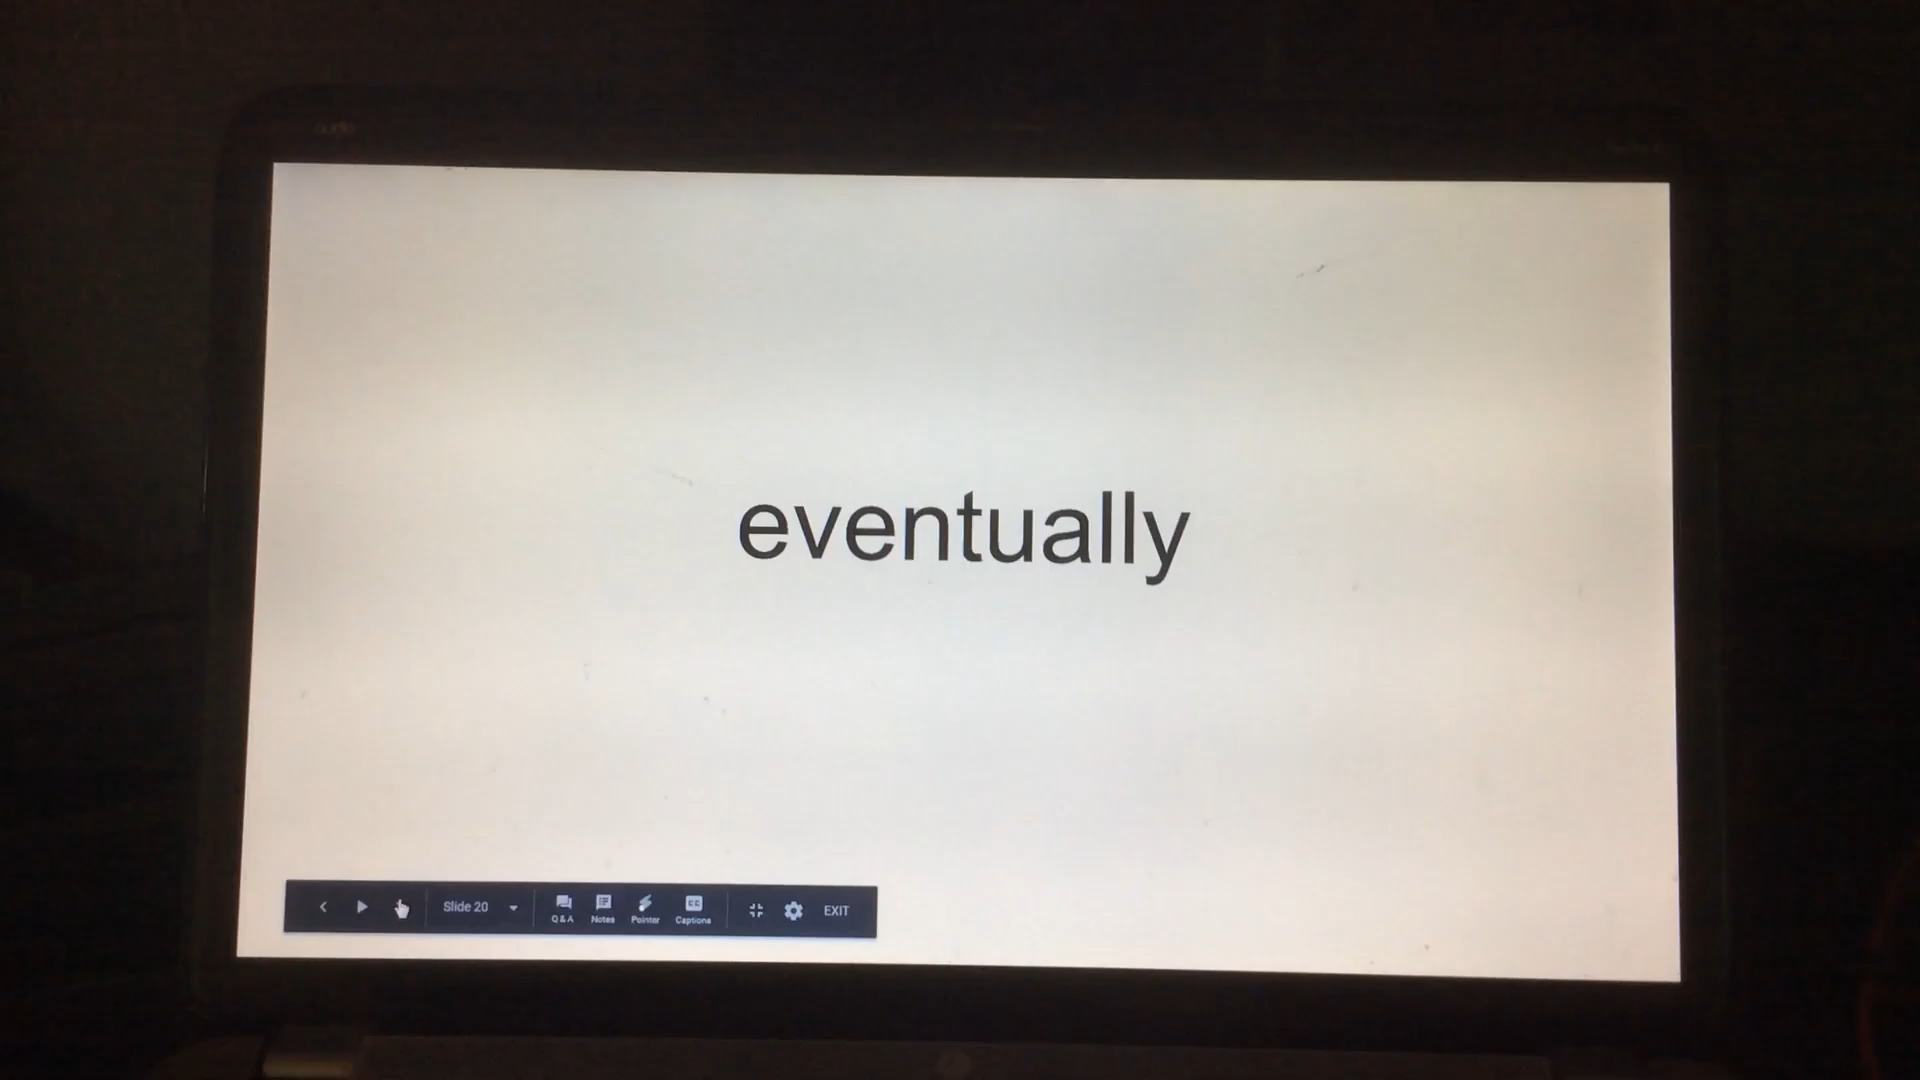 eventually
Slide 20
Q & A
Notes
Pointer
Captions
EXIT